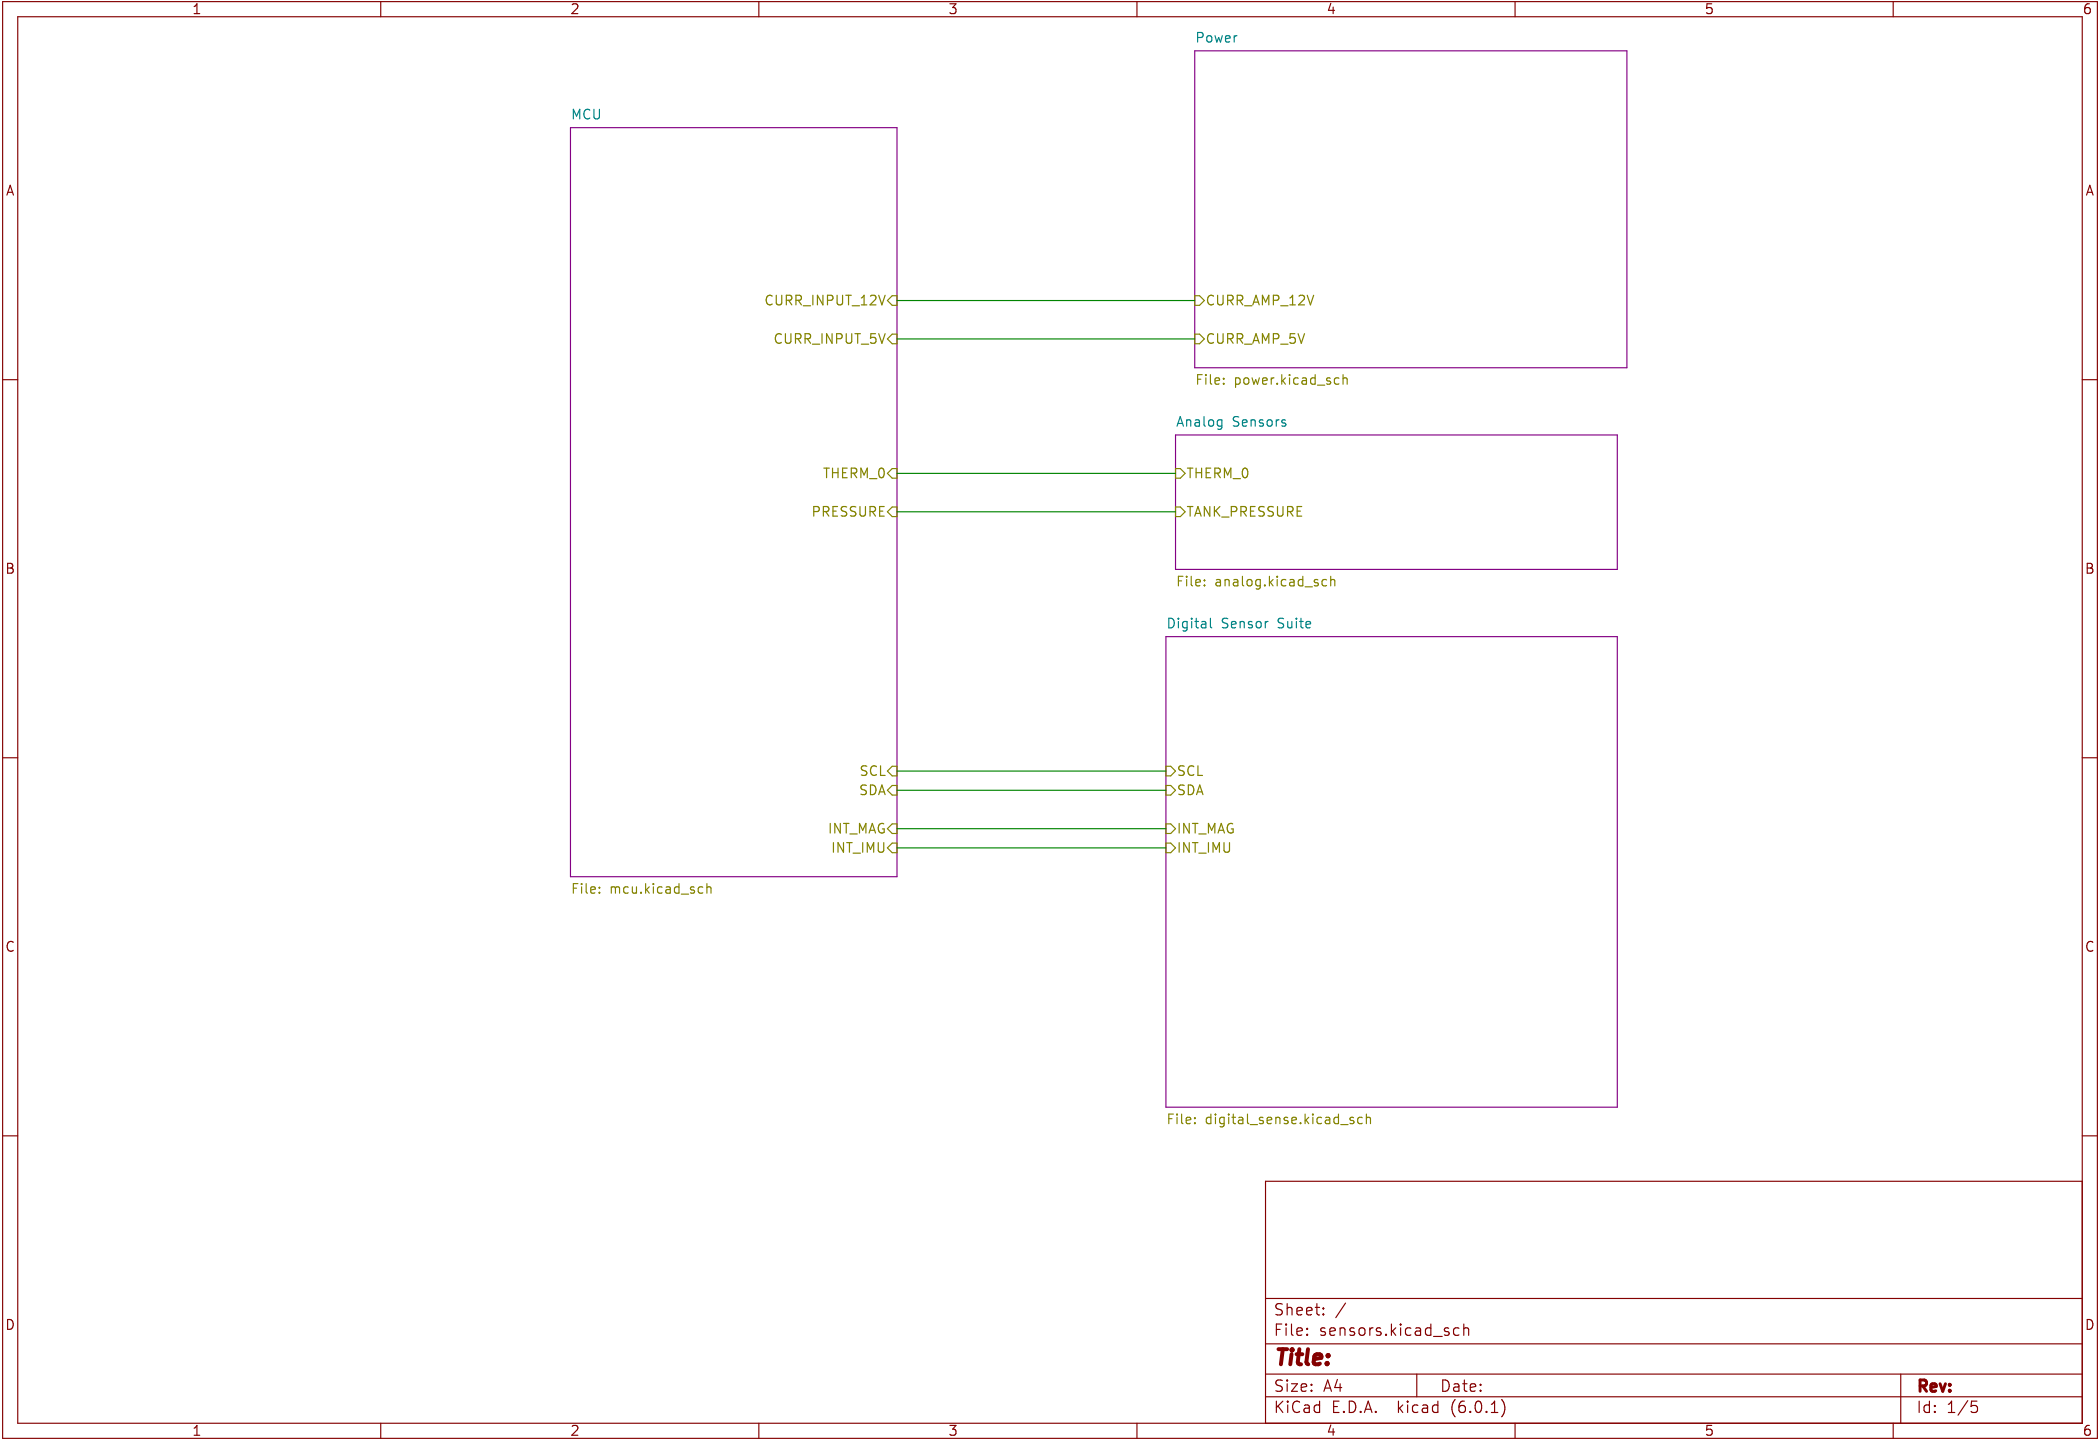 1 2 3 4 5 6
Power
MCU
A A
CURR_INPUT_12V CURR_AMP_12V
CURR_INPUT_5V CURR_AMP_5V
File: power.kicad_sch
Analog Sensors
THERM_0 THERM_0
PRESSURE TANK_PRESSURE
B B
File: analog.kicad_sch
Digital Sensor Suite
SCL SCL
SDA SDA
INT_MAG INT_MAG
INT_IMU INT_IMU
File: mcu.kicad_sch
C C
File: digital_sense.kicad_sch
Sheet: /
D D
File: sensors.kicad_sch
Title:
Size: A4 Date: Rev:
KiCad E.D.A. kicad (6.0.1) Id: 1/5
1 2 3 4 5 6